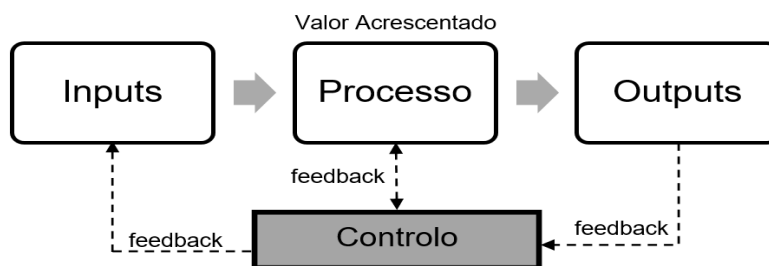 Valor Acrescentado
Inputs
Processo
Outputs
feedback
feedback
Controlo
feedback